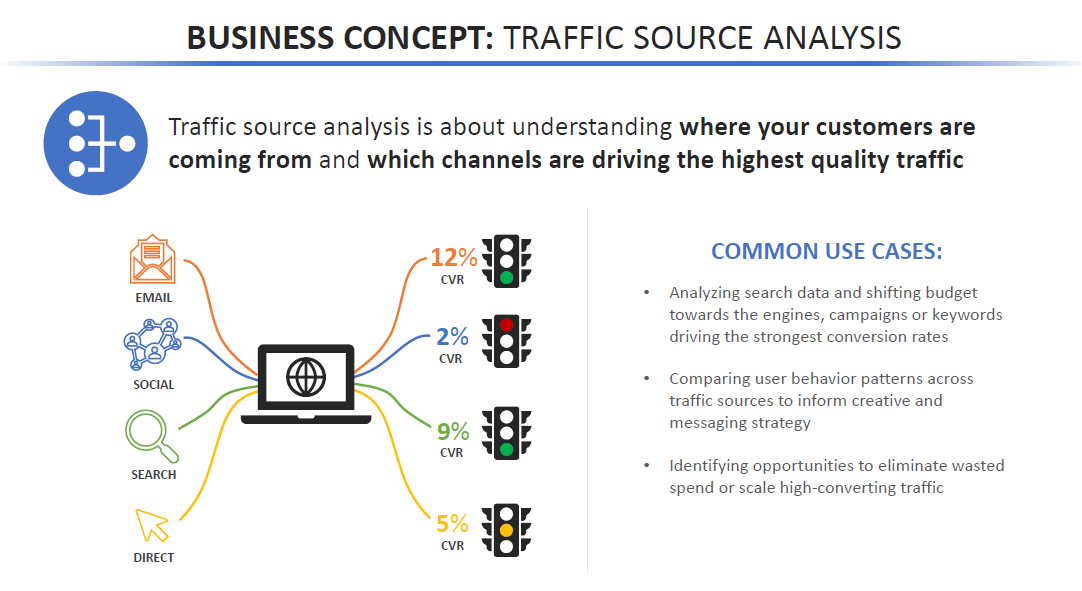 BUSINESS CONCEPT: TRAFFIC SOURCE ANALYSIS
Traffic source analysis is about understanding where your customers are
coming from and which channels are driving the highest quality traffic
EMAIL
SOCIAL
SEARCH
DIRECT
12%
CVR
2%
CVR
9%
CVR
5%
CVR
COMMON USE CASES:
• Analyzing search data and shifting budget
towards the engines, campaigns or keywords
driving the strongest conversion rates
• Comparing user behavior patterns across
traffic sources to inform creative and
messaging strategy
• Identifying opportunities to eliminate wasted
spend or scale high-converting traffic